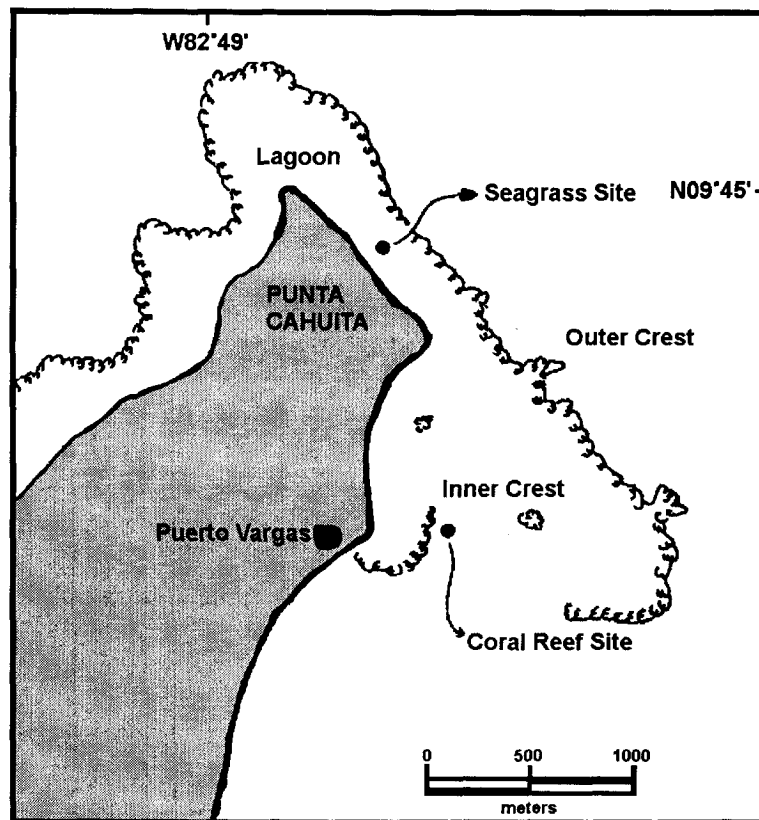 W82°49'
Lagoon
Seagrass Site
N09°45'
PUNTA
CAHUITA
Outer Crest
Inner Crest
Puerto Vargas
Coral Reef Site
0 500 1000
meters